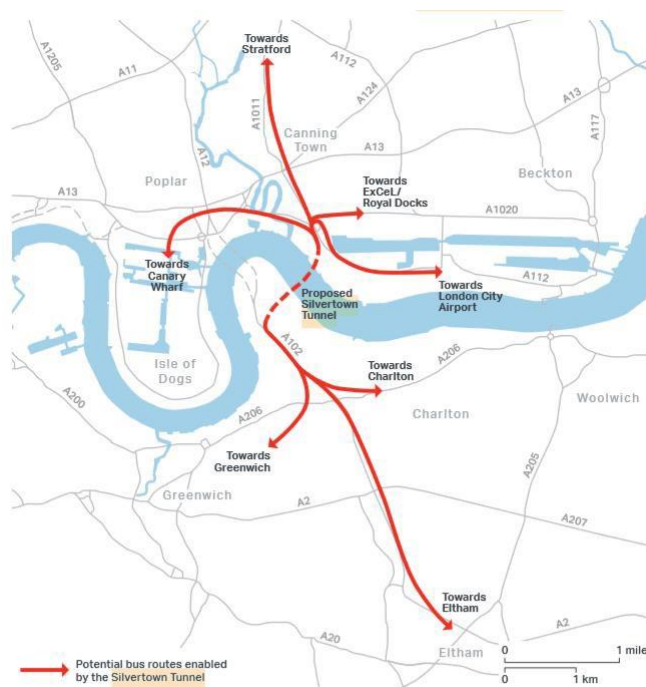 Towards
Stratford
A1205
A11
A112
A12
A1011
A124
A13
A117
Canning
Town
A13
Poplar
Beckton
A13
Towards
ExCeL/
Royal Docks
A1020
Towards
Canary
Wharf
A112
Towards
London City
Airport
Proposed
Silvertown
Tunnel
A102
Isle of
Dogs
Towards
Charlton
A206
A200
A206
Charlton
Woolwich
Towards
Greenwich
A205
Greenwich
A2
A207
Towards
Eltham
A2
A20
Eltham
0
1 mile
0
1 km
Potential bus routes enabled
by the Silvertown Tunnel